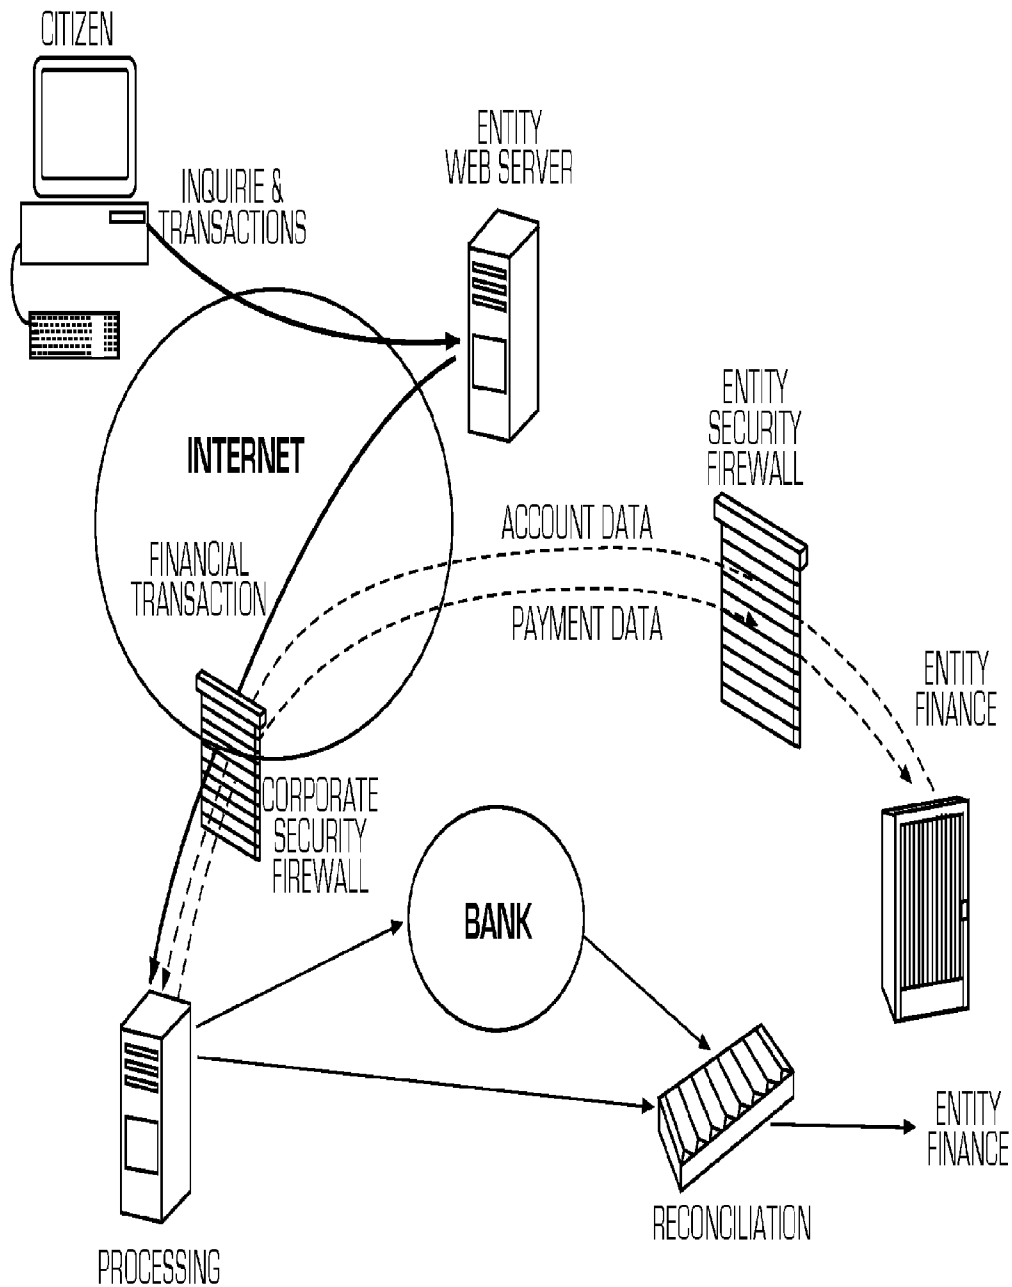 CITIZEN
ENTITY
WEB SERVER
INQUIRIE &
TRANSACTIONS
ENTITY
SECURITY
FIREWALL
INTERNET
ACCOUNT DATA
FINANCIAL
TRANSACTION
PAYMENT DATA
ENTITY
FINANCE
CORPORATE
SECURITY
FIREWALL
BANK
ENTITY
FINANCE
RECONCILIATION
PROCESSING